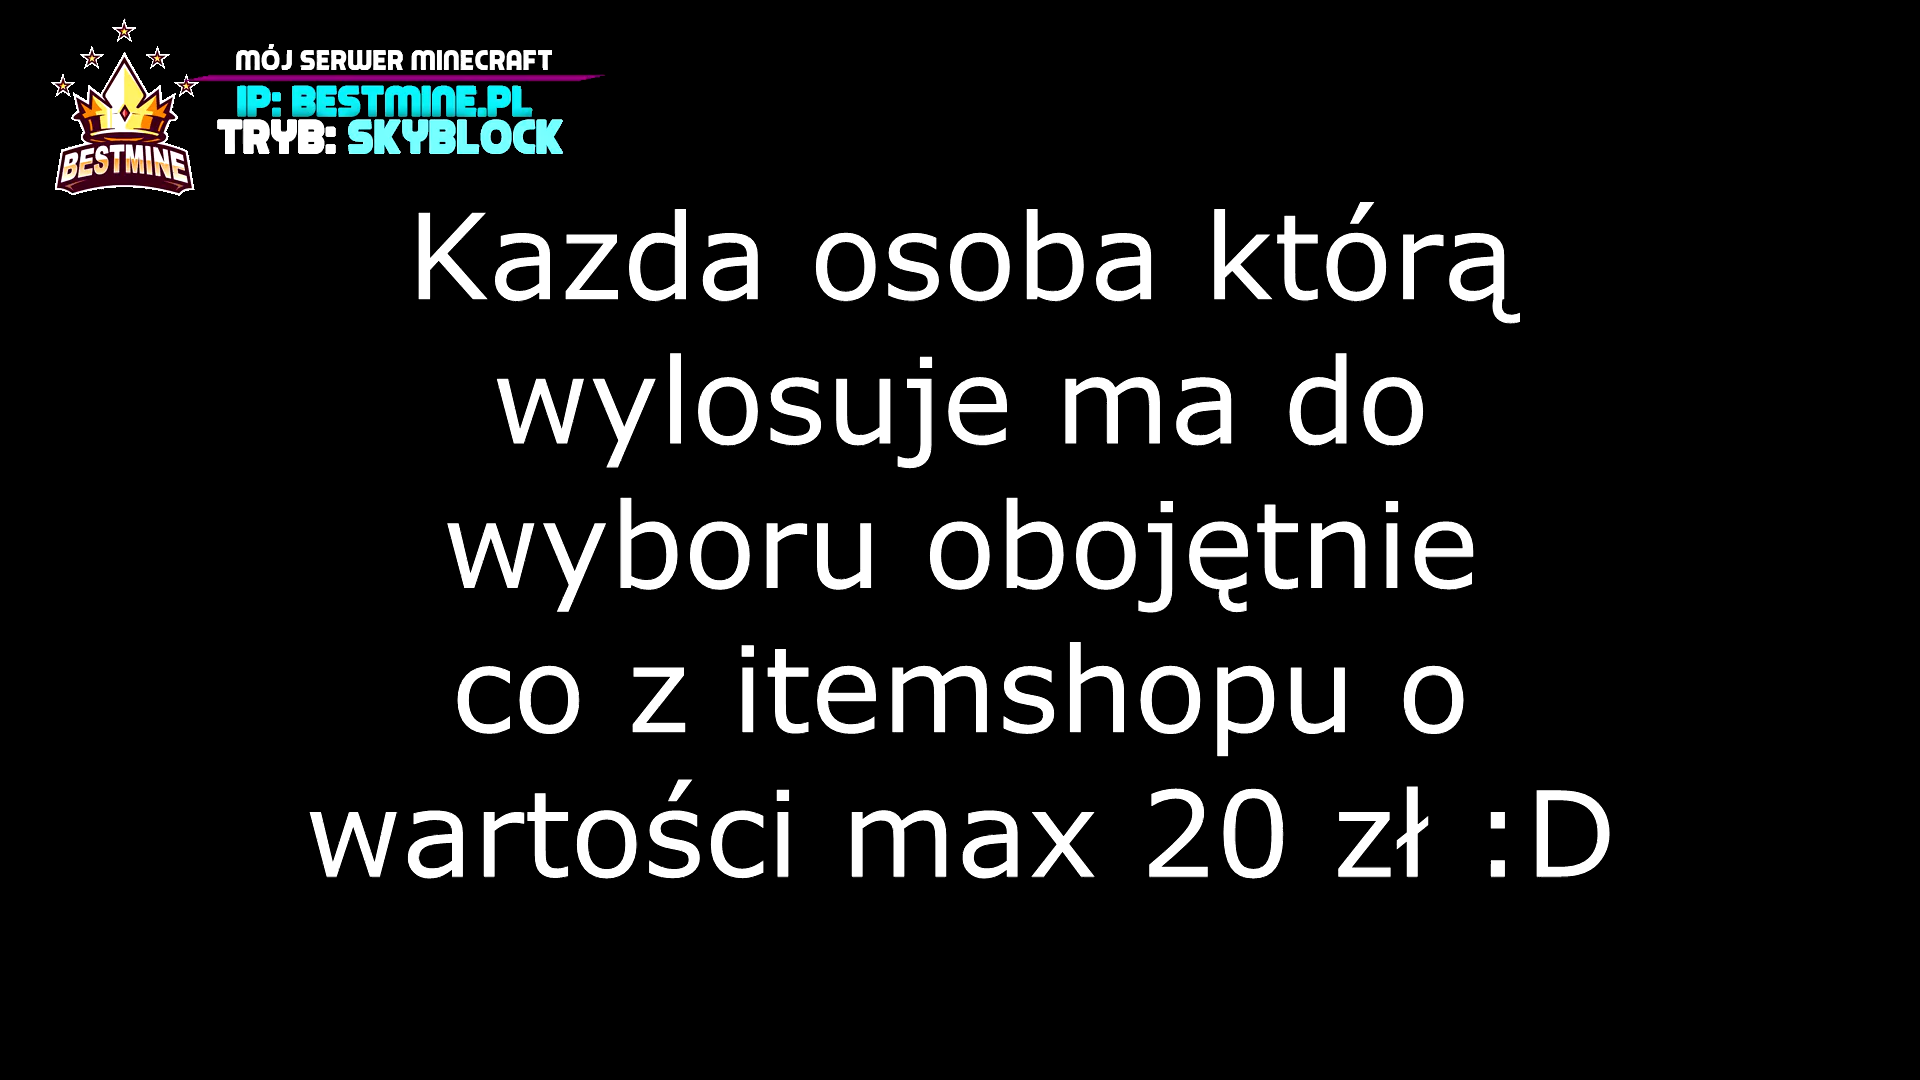 MÓJ SERWER MINECRAFT
IP: BESTMINE.PL
TRYB: SKYBLOCK
BESTMINE
Kazda osoba którą
wylosuje ma do
wyboru obojętnie
co z itemshopu o
wartości max 20 zł :D